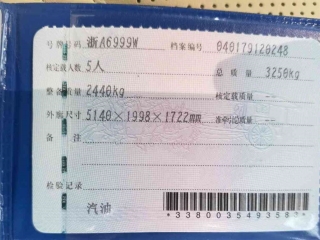 号牌号码 浙A6999W 档案编号 040179120248
核定载人数 5人 总质量 3250kg
整备质量 2440kg 核定载质量 --
外廓尺寸 5140×1998×1722mm 准牵引总质量 --
备注
检验记录
汽油
*3380035493583*